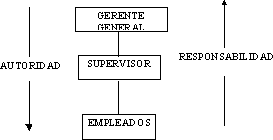 GERENTE
GENERAL
SUPERVISOR
RESPONSABILIDAD
AUTORIDAD
EMPLEADOS